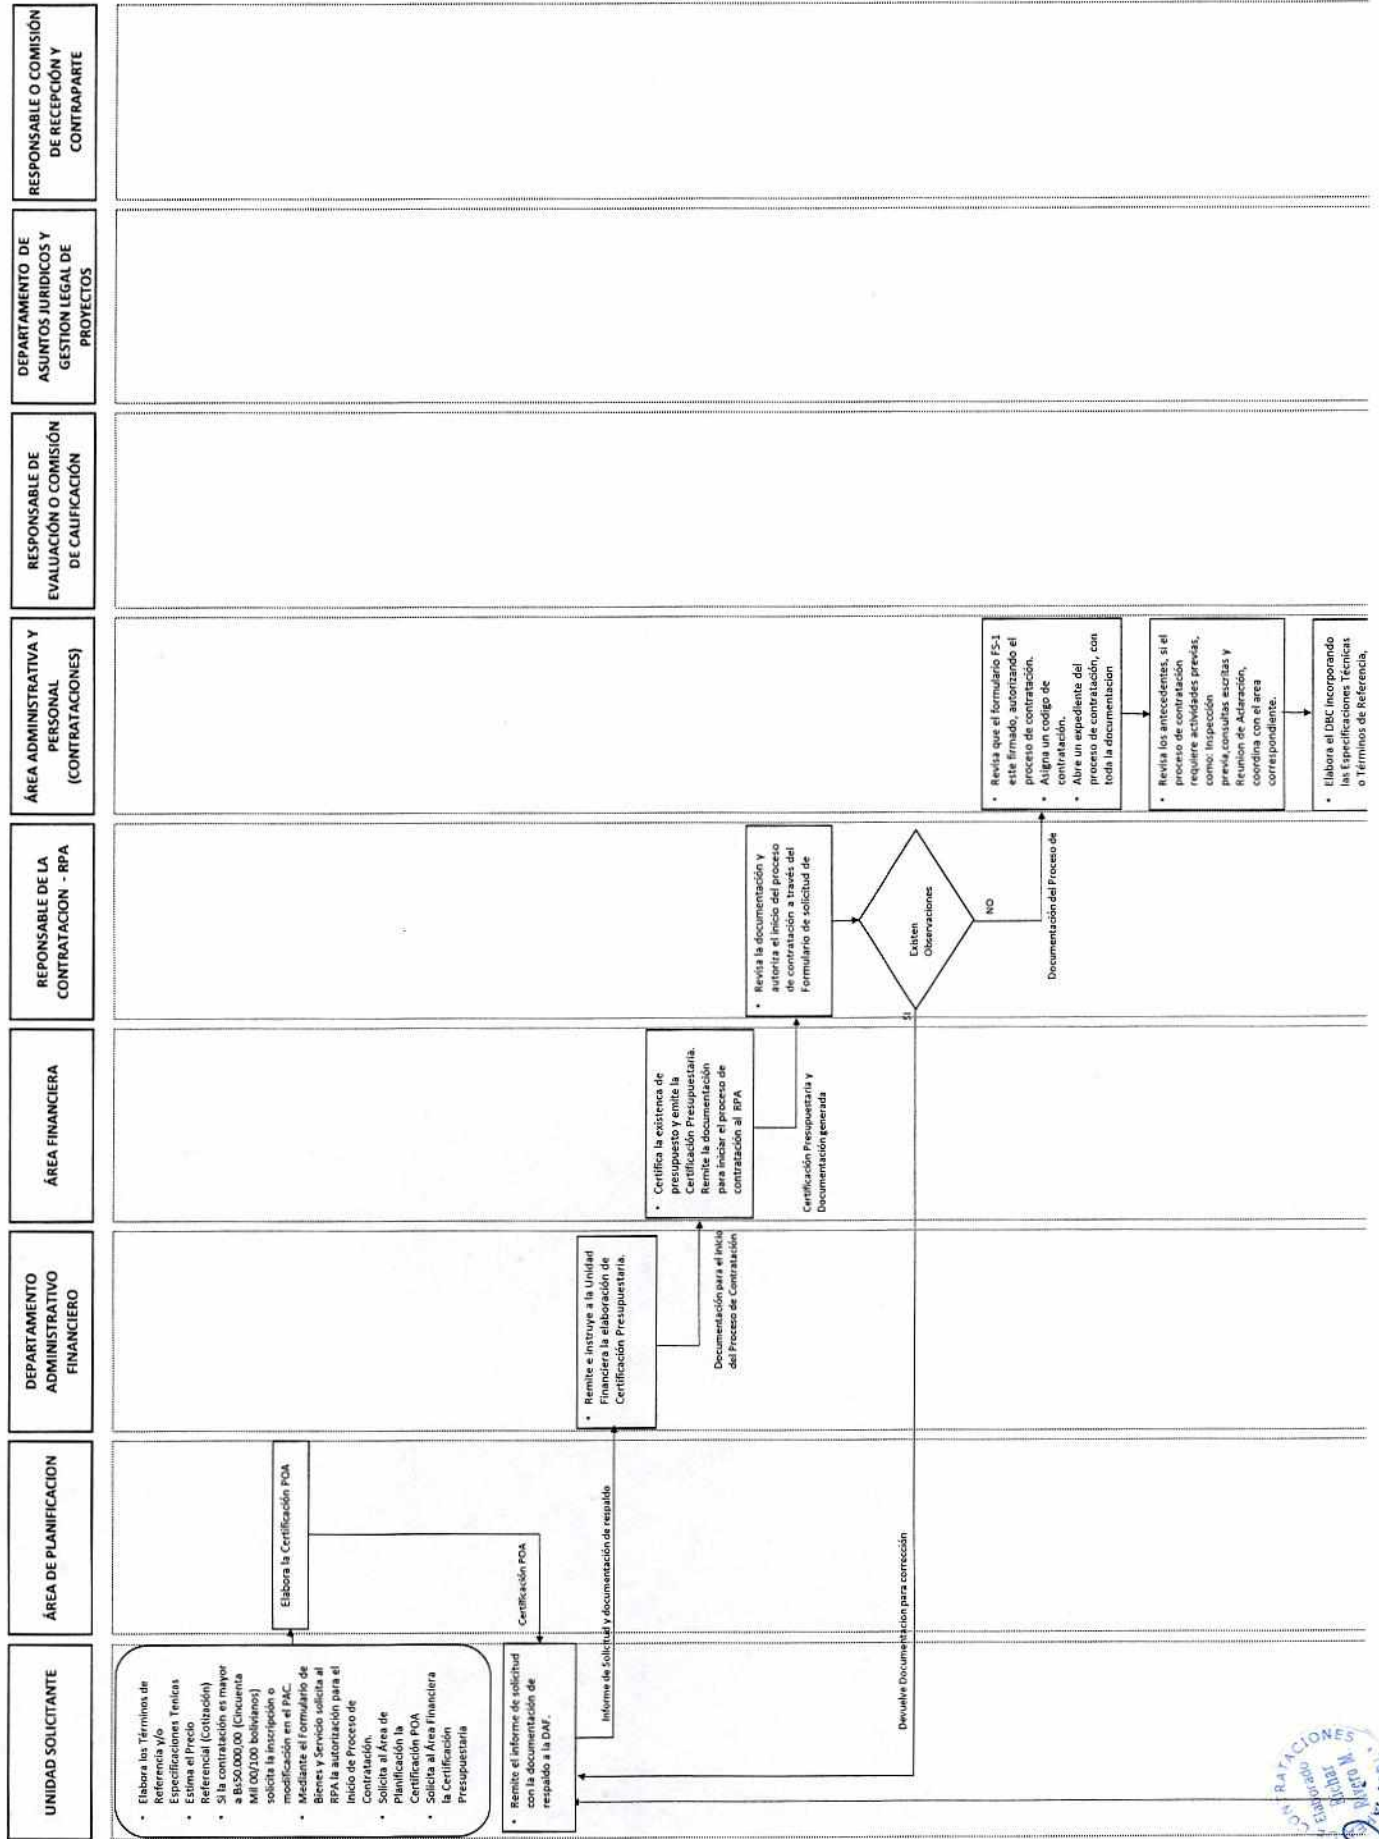 UNIDAD SOLICITANTE
ÁREA DE PLANIFICACION
DEPARTAMENTO
ADMINISTRATIVO
FINANCIERO
ÁREA FINANCIERA
REPONSABLE DE LA
CONTRATACION - RPA
ÁREA ADMINISTRATIVA Y
PERSONAL
(CONTRATACIONES)
RESPONSABLE DE
EVALUACIÓN O COMISIÓN
DE CALIFICACIÓN
DEPARTAMENTO DE
ASUNTOS JURIDICOS Y
GESTION LEGAL DE
PROYECTOS
RESPONSABLE O COMISIÓN
DE RECEPCIÓN Y
CONTRAPARTE
• Elabora los Términos de
Referencia y/o
Especificaciones Tenicas
• Estima el Precio
Referencial (Cotización)
• Si la contratación es mayor
a Bs50.000,00 (Cincuenta
Mil 00/100 bolivianos)
solicita la inscripción o
modificación en el PAC.
• Mediante el Formulario de
Bienes y Servicio solicita al
RPA la autorización para el
Inicio de Proceso de
Contratación.
• Solicita al Área de
Planificación la
Certificación POA
• Solicita al Área Financiera
la Certificación
Presupuestaria
Elabora la Certificación POA
Certificación POA
• Remite el informe de solicitud
con la documentación de
respaldo a la DAF.
Informe de Solicitud y documentación de respaldo
• Remite e instruye a la Unidad
Financiera la elaboración de
Certificación Presupuestaria.
Documentación para el inicio
del Proceso de Contratación
• Certifica la existenca de
presupuesto y emite la
Certificación Presupuestaria.
Remite la documentación
para iniciar el proceso de
contratación al RPA
Certificación Presupuestaria y
Documentación generada
• Revisa la documentación y
autoriza el inicio del proceso
de contratación a través del
Formulario de solicitud de
Existen
Observaciones
SI
NO
Devuelve Documentacion para corrección
Documentación del Proceso de
• Revisa que el formulario FS-1
este firmado, autorizando el
proceso de contratación.
• Asigna un codigo de
contratación.
• Abre un expediente del
proceso de contratación, con
toda la documentacion
• Revisa los antecedentes, si el
proceso de contratación
requiere actividades previas,
como: Inspección
previa,consultas escritas y
Reunion de Aclaración,
coordina con el area
correspondiente.
• Elabora el DBC incorporando
las Especificaciones Técnicas
o Términos de Referencia,
CONTRATACIONES
Elaborado
Richar
Rivero M.